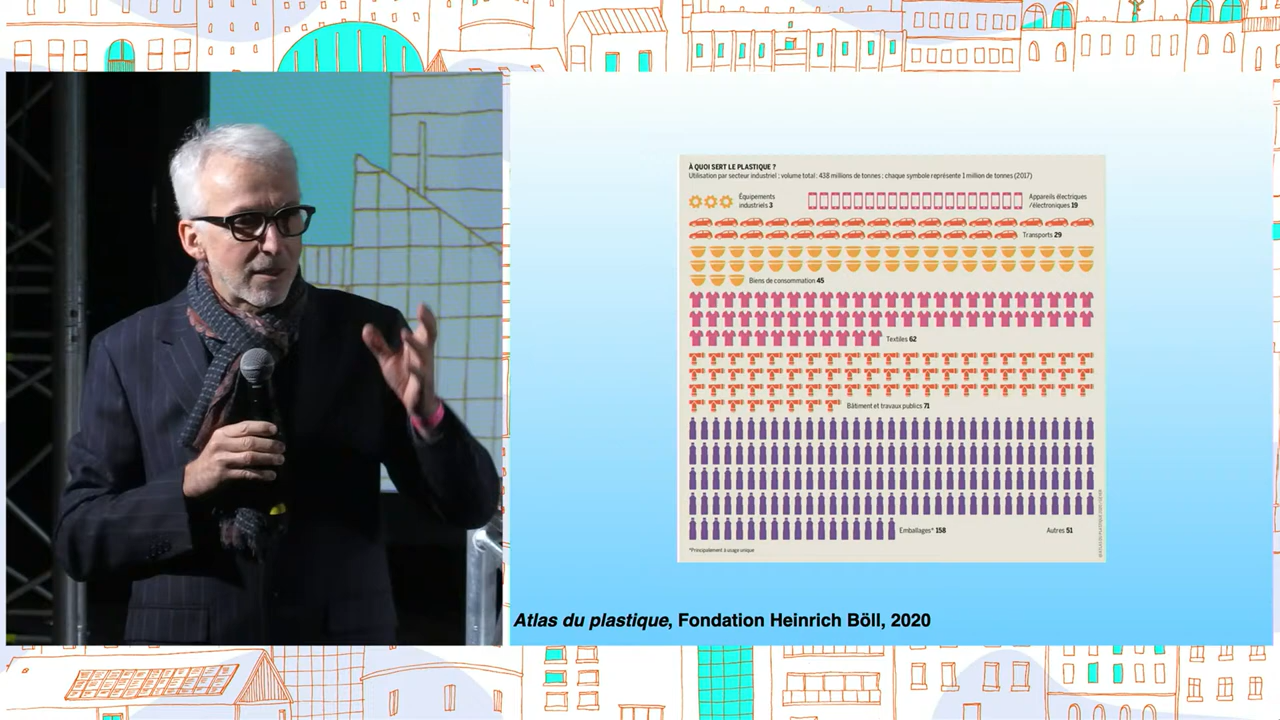 À QUOI SERT LE PLASTIQUE ?
Utilisation par secteur industriel ; volume total : 438 millions de tonnes ; chaque symbole représente 1 million de tonnes (2017)
Équipements
industriels 3
Appareils électriques
/électroniques 19
Transports 29
Biens de consommation 45
Textiles 62
Bâtiment et travaux publics 71
Emballages* 158
Autres 51
*Principalement à usage unique
Atlas du plastique, Fondation Heinrich Böll, 2020